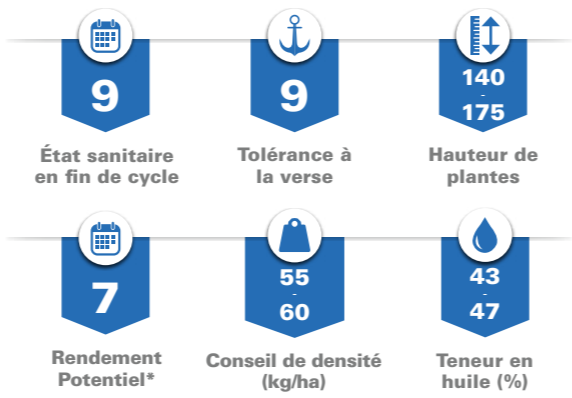 9
État sanitaire
en fin de cycle
9
Tolérance à
la verse
140
-
175
Hauteur de
plantes
7
Rendement
Potentiel*
55
-
60
Conseil de densité
(kg/ha)
43
-
47
Teneur en
huile (%)